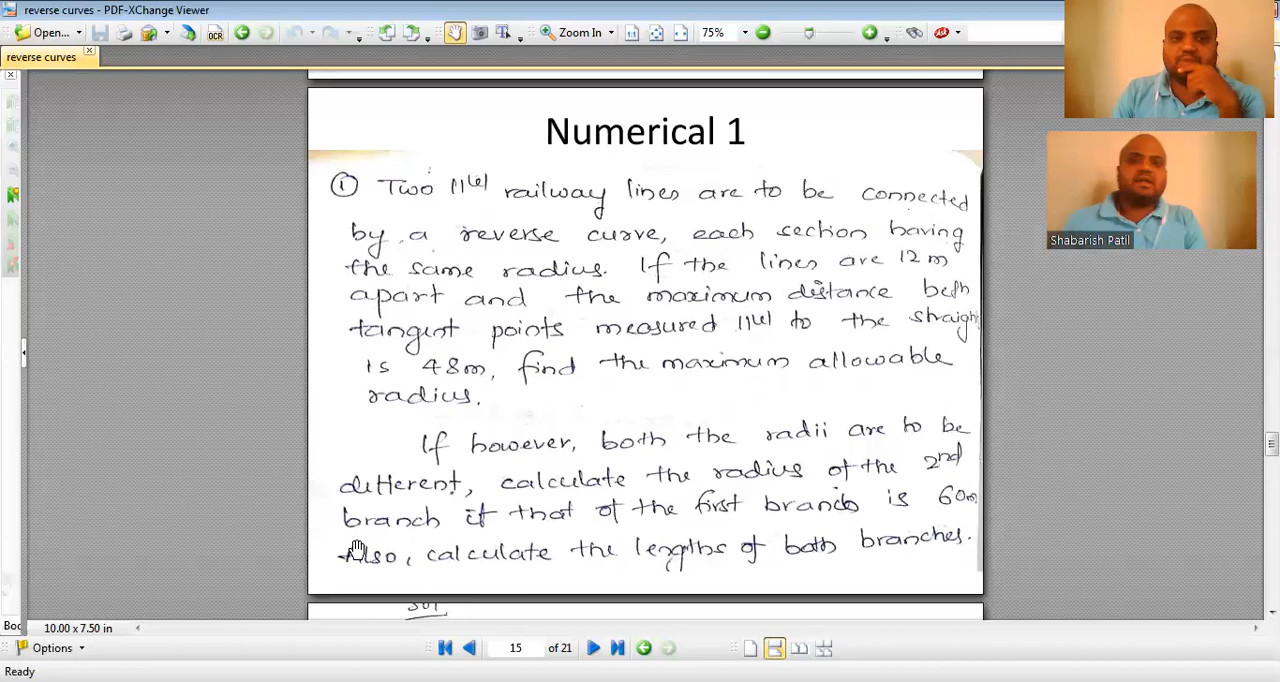 reverse curves - PDF-XChange Viewer
Open...
OCR
Zoom In
75%
reverse curves
Numerical 1
① Two 11lel railway lines are to be connected
by a reverse curve, each section having
the same radius. If the lines are 12 m
apart and the maximum distance betn
tangent points measured 11lel to the straight
is 48m, find the maximum allowable
radius.
If however, both the radii are to be
different, calculate the radius of the 2nd
branch if that of the first branch is 60m
Also, calculate the lengths of both branches.
Shabarish Patil
Sol
10.00 x 7.50 in
Options
15
of 21
Ready